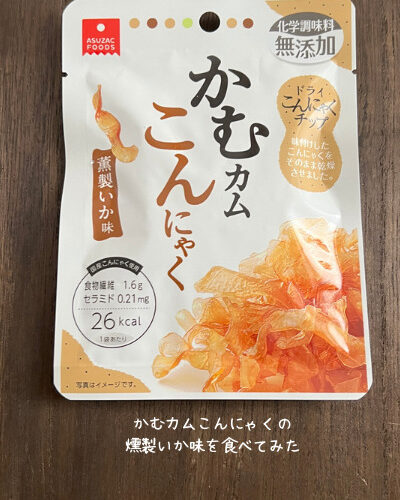 ASUZAC
FOODS
化学調味料
無添加
かむカム
こんにゃく
ドライ
こんにゃく
チップ
味付けした
こんにゃくを
そのまま乾燥
させました。
薫製いか味
国産こんにゃく使用
食物繊維 1.6g
セラミド 0.21mg
26kcal
1袋あたり
写真はイメージです。
かむカムこんにゃくの
燻製いか味を食べてみた